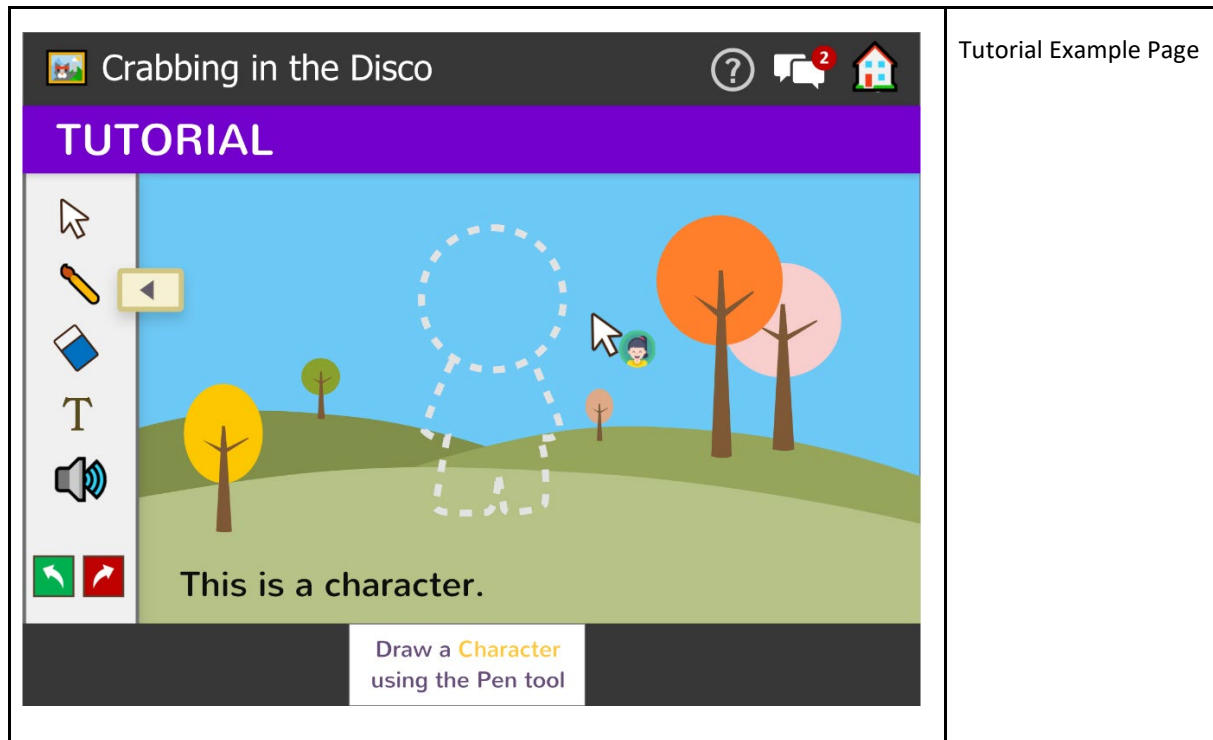 Crabbing in the Disco
2
Tutorial Example Page
TUTORIAL
T
This is a character.
Draw a Character
using the Pen tool